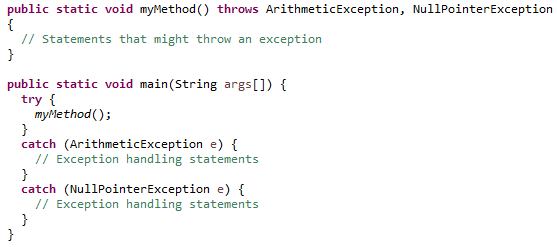 public static void myMethod() throws ArithmeticException, NullPointerException
{
  // Statements that might throw an exception
}

public static void main(String args[]) {
  try {
    myMethod();
  }
  catch (ArithmeticException e) {
    // Exception handling statements
  }
  catch (NullPointerException e) {
    // Exception handling statements
  }
}